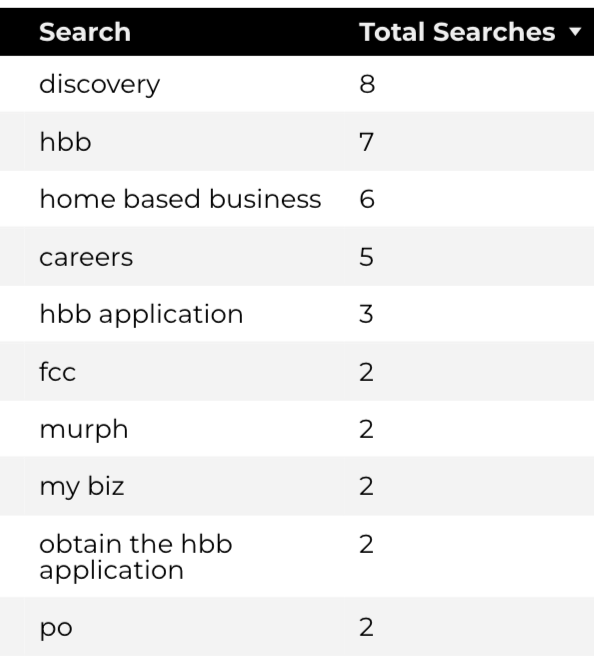 Search Total Searches ▼
discovery 8
hbb 7
home based business 6
careers 5
hbb application 3
fcc 2
murph 2
my biz 2
obtain the hbb 2
application
po 2